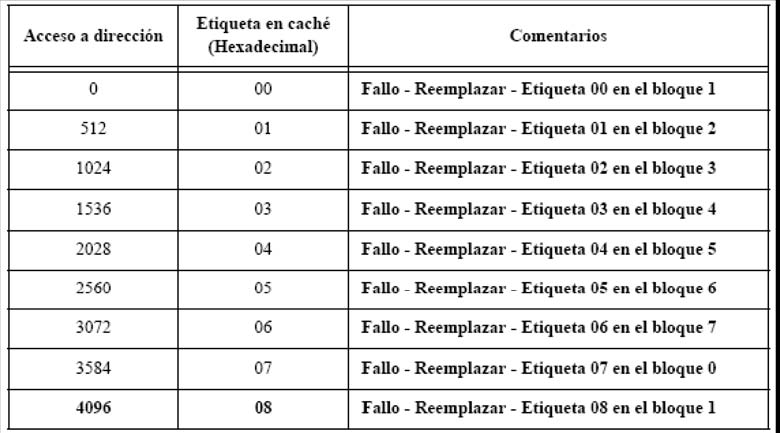 Acceso a dirección Etiqueta en caché (Hexadecimal) Comentarios
0 00 Fallo - Reemplazar - Etiqueta 00 en el bloque 1
512 01 Fallo - Reemplazar - Etiqueta 01 en el bloque 2
1024 02 Fallo - Reemplazar - Etiqueta 02 en el bloque 3
1536 03 Fallo - Reemplazar - Etiqueta 03 en el bloque 4
2028 04 Fallo - Reemplazar - Etiqueta 04 en el bloque 5
2560 05 Fallo - Reemplazar - Etiqueta 05 en el bloque 6
3072 06 Fallo - Reemplazar - Etiqueta 06 en el bloque 7
3584 07 Fallo - Reemplazar - Etiqueta 07 en el bloque 0
4096 08 Fallo - Reemplazar - Etiqueta 08 en el bloque 1